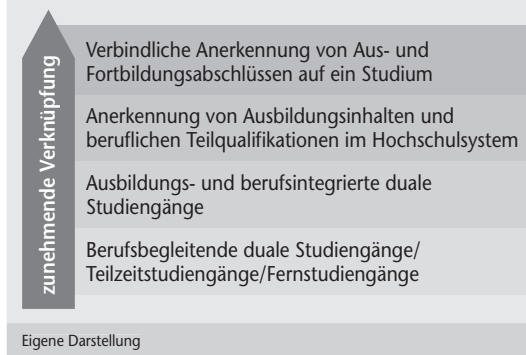 zunehmende Verknüpfung
Verbindliche Anerkennung von Aus- und
Fortbildungsabschlüssen auf ein Studium
Anerkennung von Ausbildungsinhalten und
beruflichen Teilqualifikationen im Hochschulsystem
Ausbildungs- und berufsintegrierte duale
Studiengänge
Berufsbegleitende duale Studiengänge/
Teilzeitstudiengänge/Fernstudiengänge
Eigene Darstellung